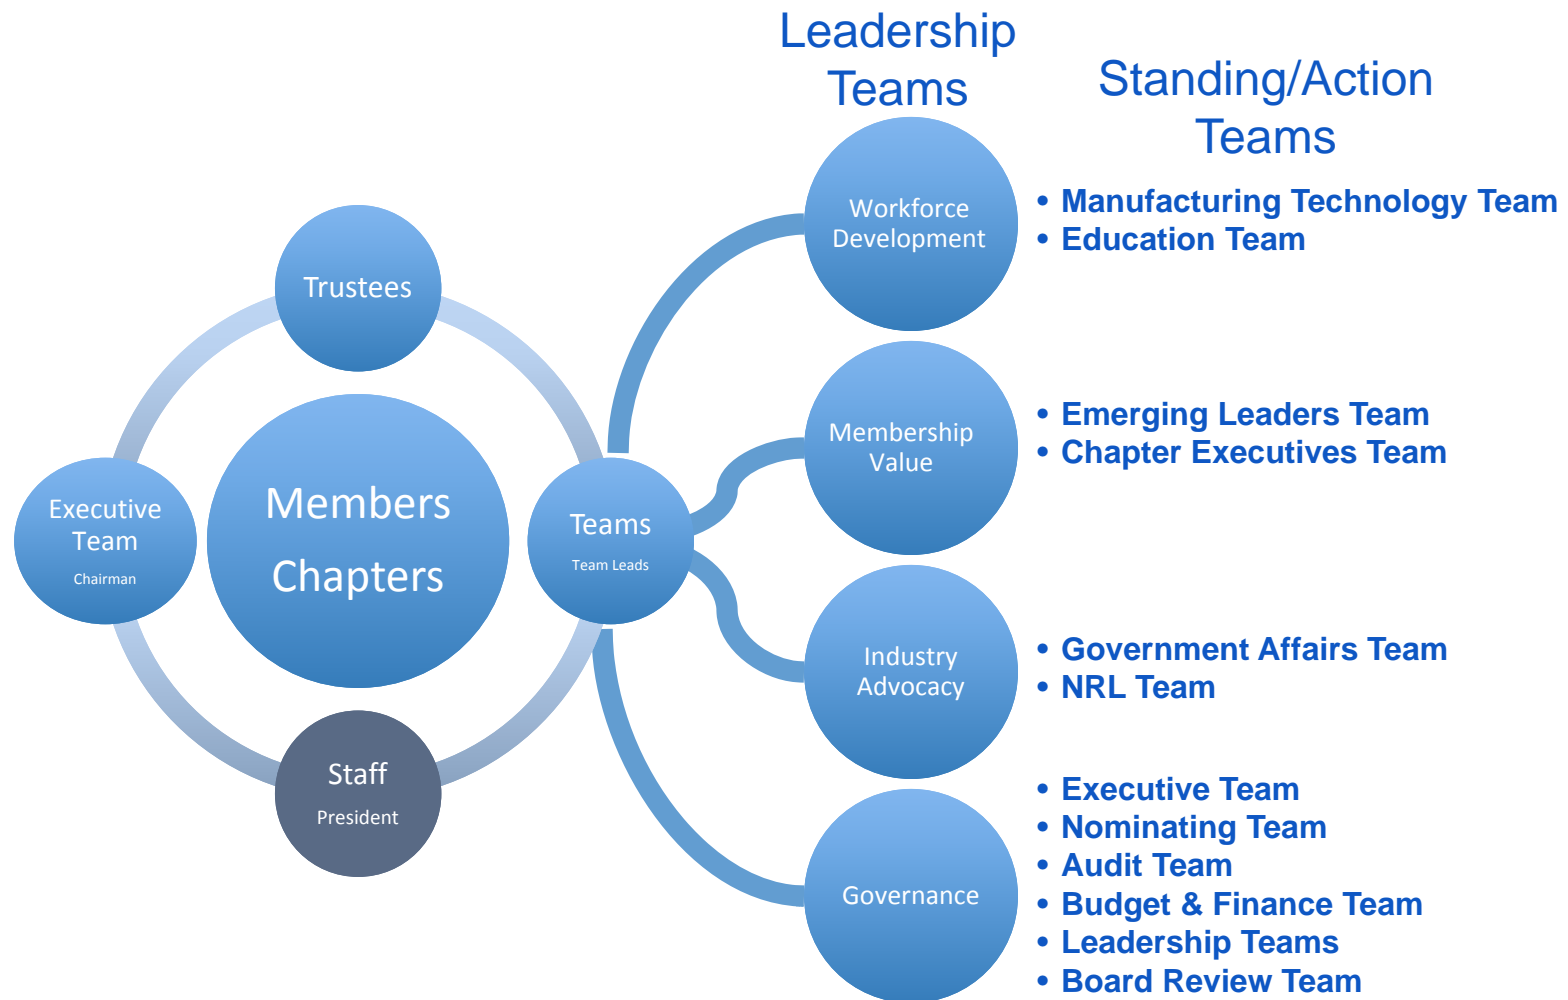 Leadership
Teams
Standing/Action
Teams
Trustees
Executive
Team
Chairman
Members
Chapters
Teams
Team Leads
Staff
President
Workforce
Development
• Manufacturing Technology Team
• Education Team
Membership
Value
• Emerging Leaders Team
• Chapter Executives Team
Industry
Advocacy
• Government Affairs Team
• NRL Team
Governance
• Executive Team
• Nominating Team
• Audit Team
• Budget & Finance Team
• Leadership Teams
• Board Review Team